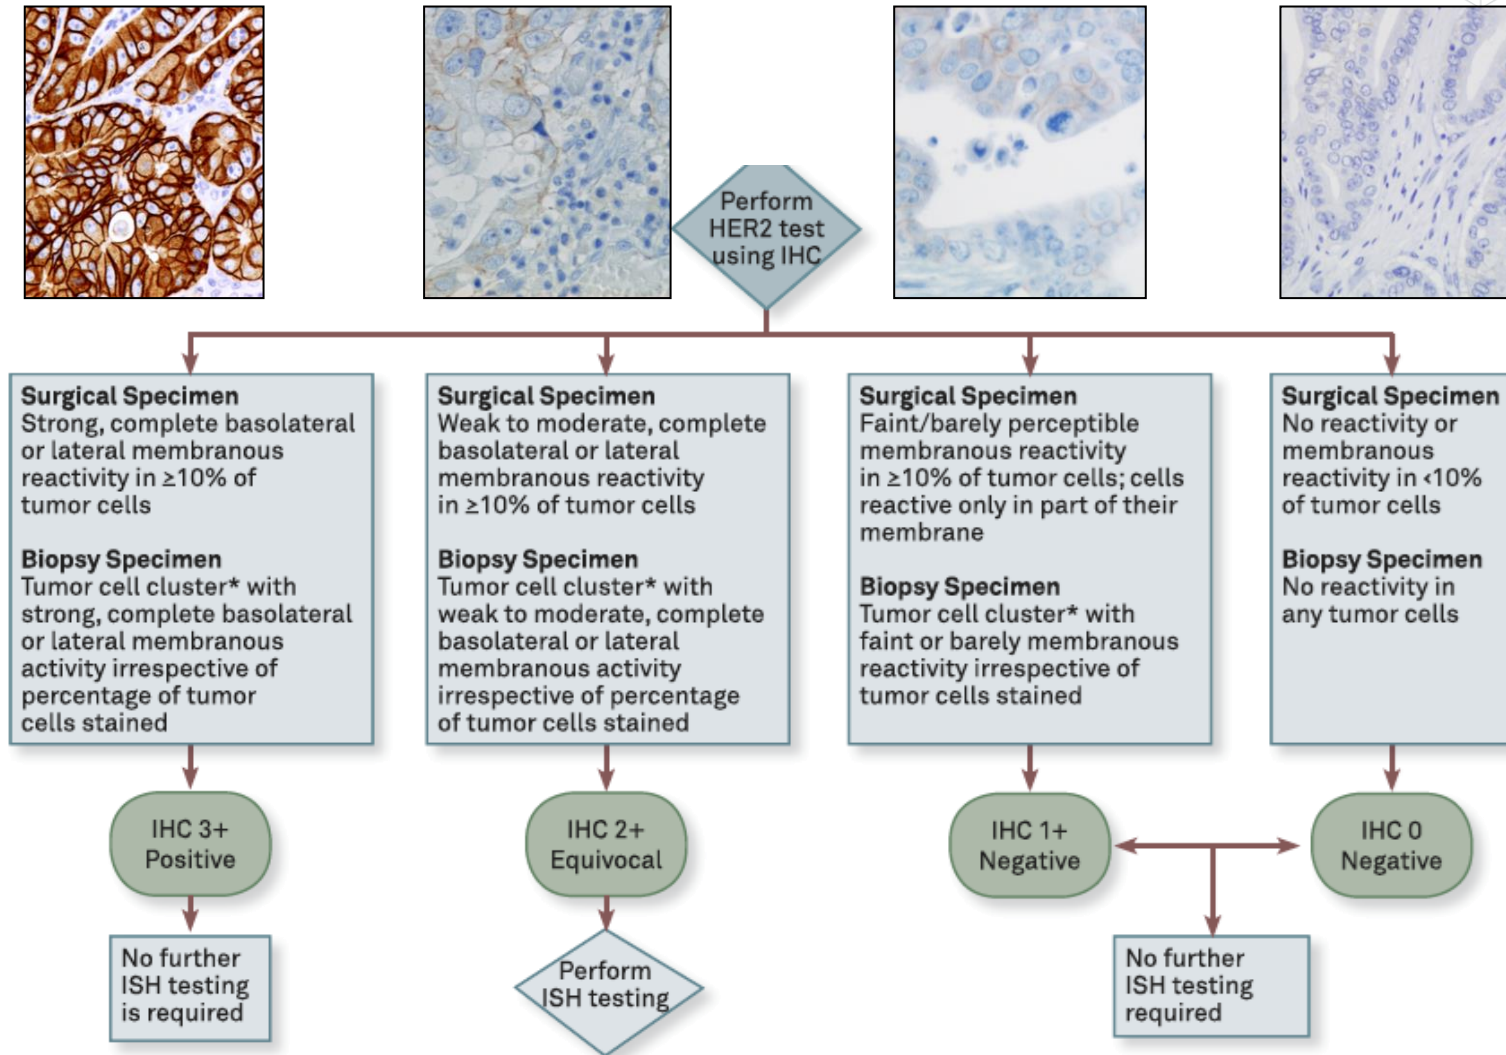 Perform
HER2 test
using IHC
Surgical Specimen
Strong, complete basolateral
or lateral membranous
reactivity in ≥10% of
tumor cells
Biopsy Specimen
Tumor cell cluster* with
strong, complete basolateral
or lateral membranous
activity irrespective of
percentage of tumor
cells stained
Surgical Specimen
Weak to moderate, complete
basolateral or lateral
membranous reactivity
in ≥10% of tumor cells
Biopsy Specimen
Tumor cell cluster* with
weak to moderate, complete
basolateral or lateral
membranous activity
irrespective of percentage
of tumor cells stained
Surgical Specimen
Faint/barely perceptible
membranous reactivity
in ≥10% of tumor cells; cells
reactive only in part of their
membrane
Biopsy Specimen
Tumor cell cluster* with
faint or barely membranous
reactivity irrespective of
tumor cells stained
Surgical Specimen
No reactivity or
membranous
reactivity in <10%
of tumor cells
Biopsy Specimen
No reactivity in
any tumor cells
IHC 3+
Positive
IHC 2+
Equivocal
IHC 1+
Negative
IHC 0
Negative
No further
ISH testing
is required
Perform
ISH testing
No further
ISH testing
required